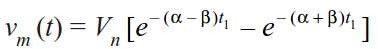 v_m (t) = V_n [e^{-(α-β)t_1} - e^{-(α+β)t_1}]